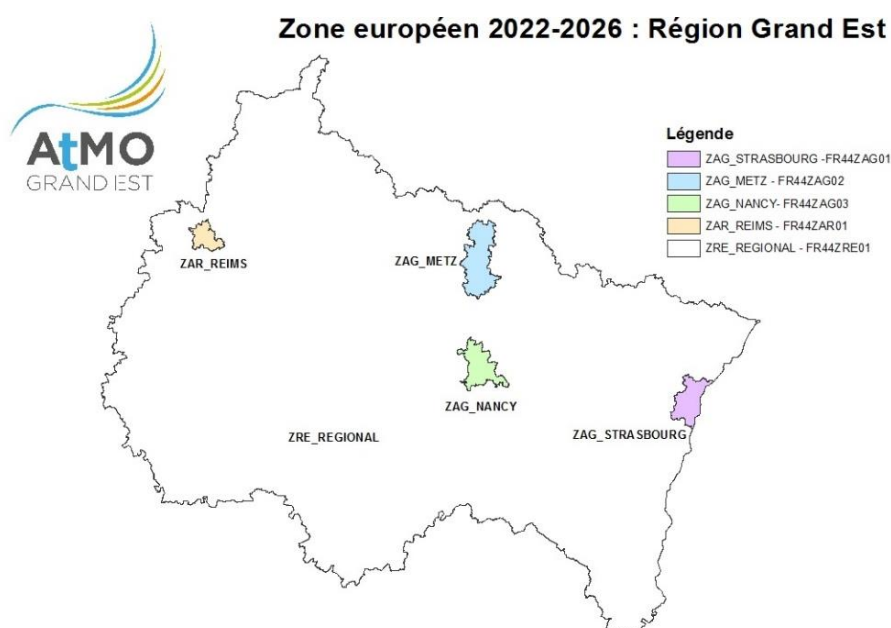 Zone européen 2022-2026 : Région Grand Est
AtMO
GRAND EST
Légende
ZAG_STRASBOURG -FR44ZAG01
ZAG_METZ - FR44ZAG02
ZAG_NANCY- FR44ZAG03
ZAR_REIMS - FR44ZAR01
ZRE_REGIONAL - FR44ZRE01
ZAR_REIMS
ZAG_METZ
ZAG_NANCY
ZRE_REGIONAL
ZAG_STRASBOURG